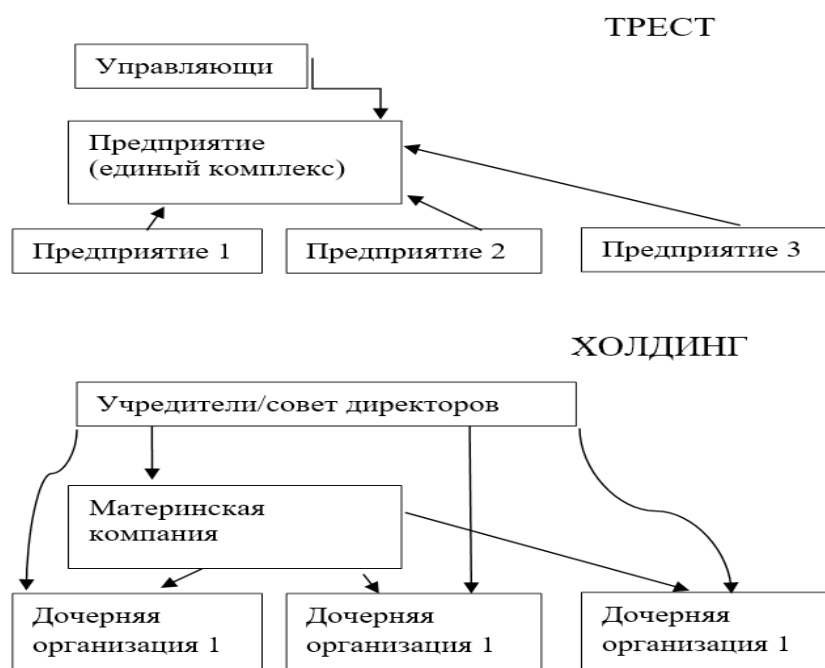 ТРЕСТ
Управляющи
Предприятие
(единый комплекс)
Предприятие 1
Предприятие 2
Предприятие 3
ХОЛДИНГ
Учредители/совет директоров
Материнская
компания
Дочерняя
организация 1
Дочерняя
организация 1
Дочерняя
организация 1